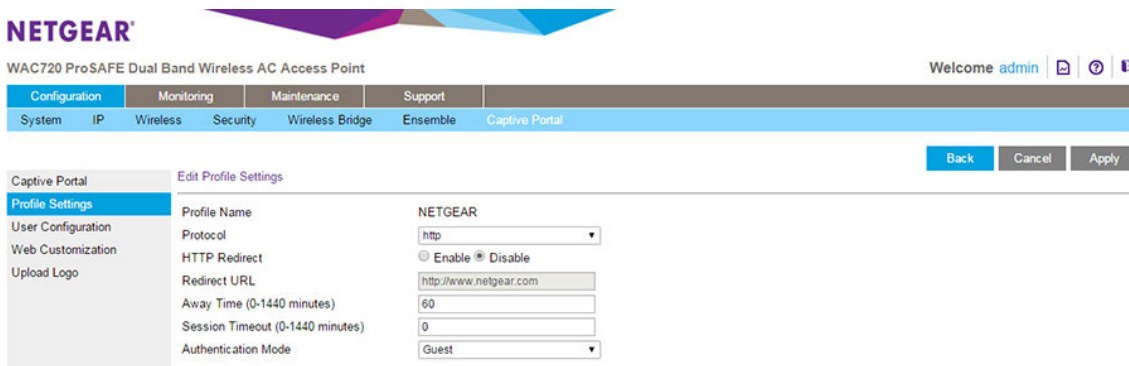 NETGEAR®
WAC720 ProSAFE Dual Band Wireless AC Access Point
Welcome admin
Configuration Monitoring Maintenance Support
System IP Wireless Security Wireless Bridge Ensemble Captive Portal
Back Cancel Apply
Captive Portal
Profile Settings
User Configuration
Web Customization
Upload Logo
Edit Profile Settings
Profile Name NETGEAR
Protocol http
HTTP Redirect Enable Disable
Redirect URL http://www.netgear.com
Away Time (0-1440 minutes) 60
Session Timeout (0-1440 minutes) 0
Authentication Mode Guest